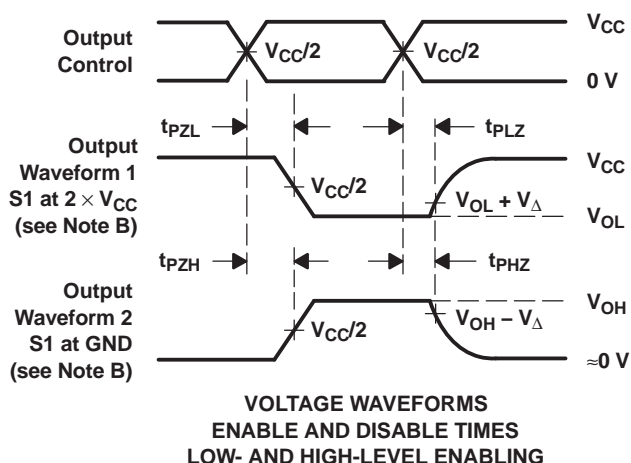 Output
Control
V_CC/2
V_CC/2
V_CC
0 V
t_PZL
t_PLZ
Output
Waveform 1
S1 at 2 × V_CC
(see Note B)
V_CC/2
V_OL + V_Δ
V_CC
V_OL
t_PZH
t_PHZ
Output
Waveform 2
S1 at GND
(see Note B)
V_CC/2
V_OH − V_Δ
V_OH
≈0 V
VOLTAGE WAVEFORMS
ENABLE AND DISABLE TIMES
LOW- AND HIGH-LEVEL ENABLING